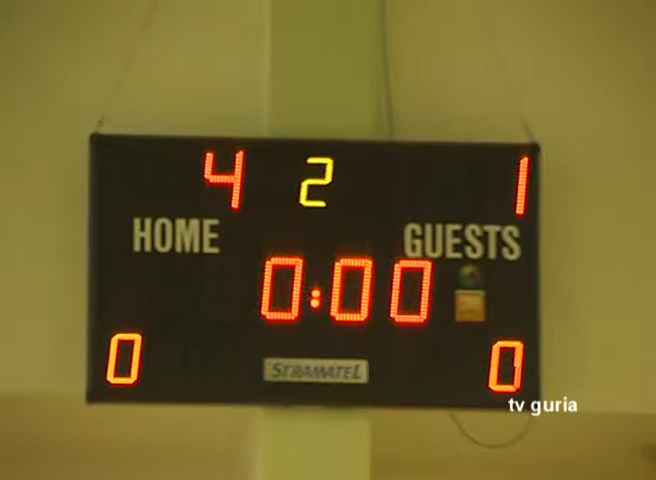 4 2 1
HOME GUESTS
0:00
0 0
STRAMATEL
tv guria